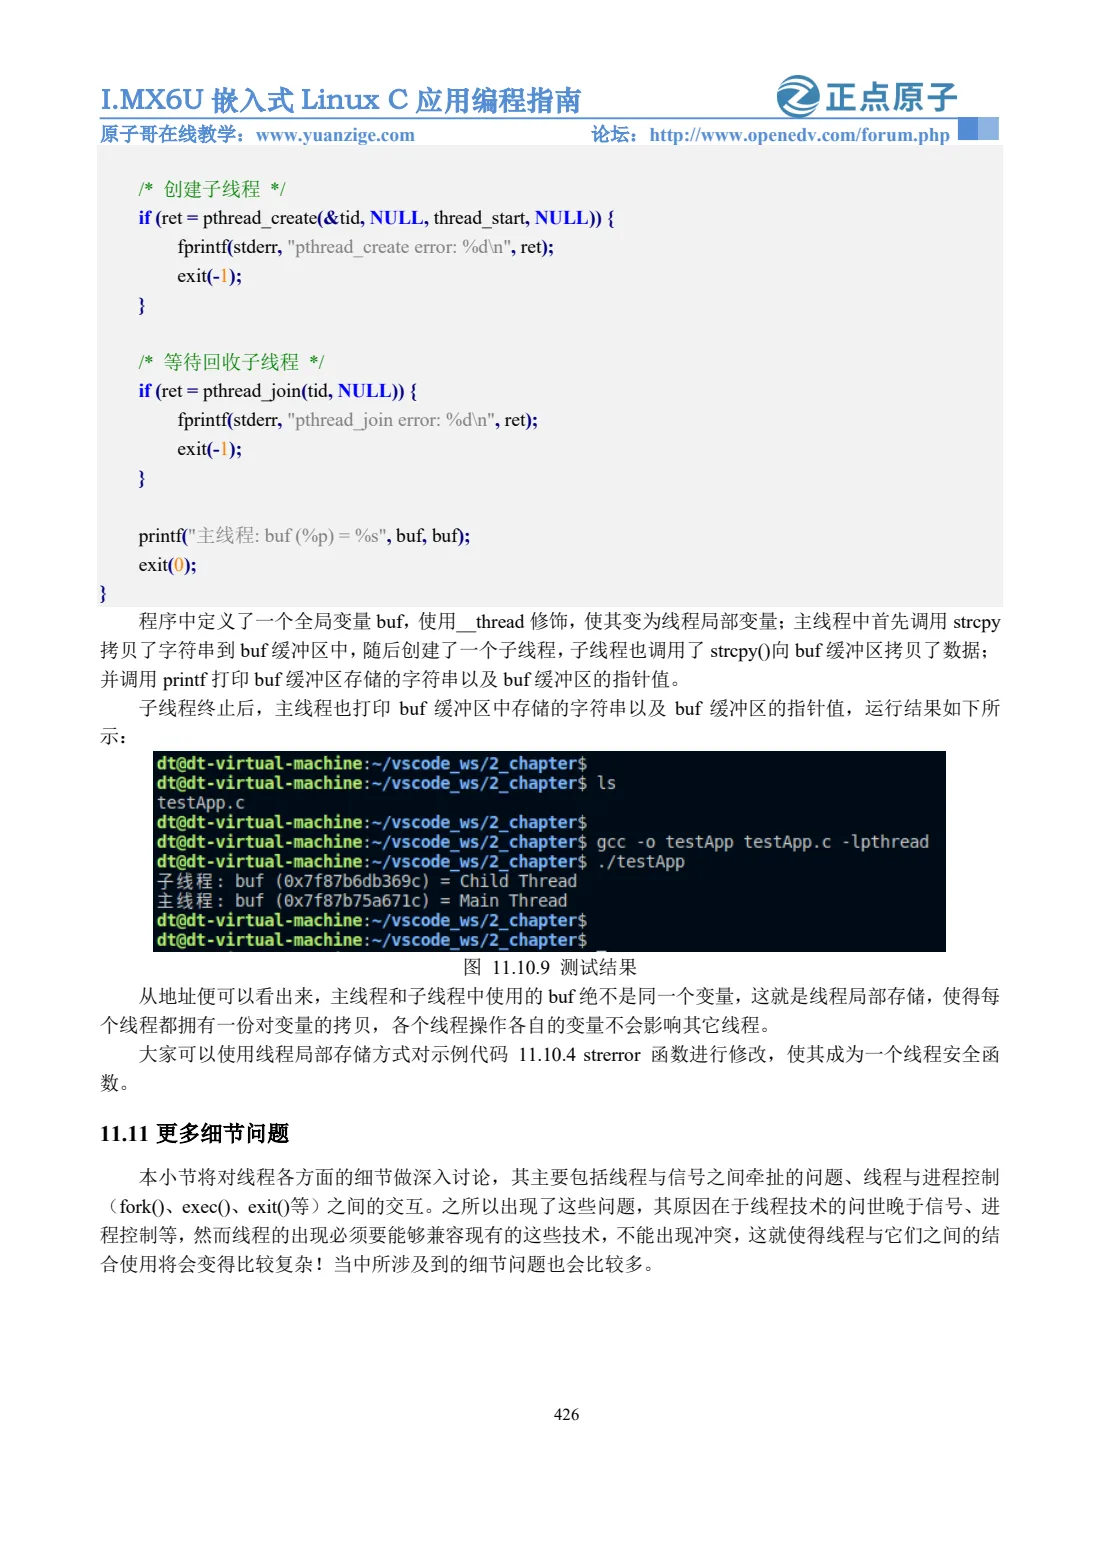 I.MX6U 嵌入式 Linux C 应用编程指南
正点原子
原子哥在线教学：www.yuanzige.com
论坛：http://www.openedv.com/forum.php
/* 创建子线程 */
if (ret = pthread_create(&tid, NULL, thread_start, NULL)) {
fprintf(stderr, "pthread_create error: %d\n", ret);
exit(-1);
}
/* 等待回收子线程 */
if (ret = pthread_join(tid, NULL)) {
fprintf(stderr, "pthread_join error: %d\n", ret);
exit(-1);
}
printf("主线程: buf (%p) = %s", buf, buf);
exit(0);
}
程序中定义了一个全局变量 buf，使用__thread 修饰，使其变为线程局部变量；主线程中首先调用 strcpy
拷贝了字符串到 buf 缓冲区中，随后创建了一个子线程，子线程也调用了 strcpy()向 buf 缓冲区拷贝了数据；
并调用 printf 打印 buf 缓冲区存储的字符串以及 buf 缓冲区的指针值。
子线程终止后，主线程也打印 buf 缓冲区中存储的字符串以及 buf 缓冲区的指针值，运行结果如下所
示：
dt@dt-virtual-machine:~/vscode_ws/2_chapter$
dt@dt-virtual-machine:~/vscode_ws/2_chapter$ ls
testApp.c
dt@dt-virtual-machine:~/vscode_ws/2_chapter$
dt@dt-virtual-machine:~/vscode_ws/2_chapter$ gcc -o testApp testApp.c -lpthread
dt@dt-virtual-machine:~/vscode_ws/2_chapter$ ./testApp
子线程: buf (0x7f87b6db369c) = Child Thread
主线程: buf (0x7f87b75a671c) = Main Thread
dt@dt-virtual-machine:~/vscode_ws/2_chapter$
dt@dt-virtual-machine:~/vscode_ws/2_chapter$
图 11.10.9 测试结果
从地址便可以看出来，主线程和子线程中使用的 buf 绝不是同一个变量，这就是线程局部存储，使得每
个线程都拥有一份对变量的拷贝，各个线程操作各自的变量不会影响其它线程。
大家可以使用线程局部存储方式对示例代码 11.10.4 strerror 函数进行修改，使其成为一个线程安全函
数。
11.11 更多细节问题
本小节将对线程各方面的细节做深入讨论，其主要包括线程与信号之间牵扯的问题、线程与进程控制
（fork()、exec()、exit()等）之间的交互。之所以出现了这些问题，其原因在于线程技术的问世晚于信号、进
程控制等，然而线程的出现必须要能够兼容现有的这些技术，不能出现冲突，这就使得线程与它们之间的结
合使用将会变得比较复杂！当中所涉及到的细节问题也会比较多。
426